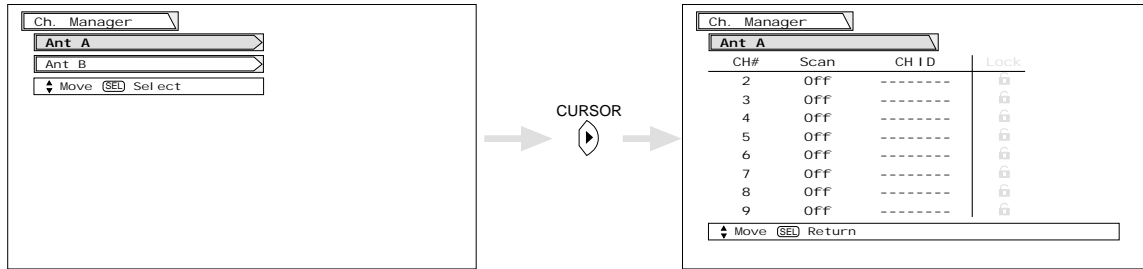 Ch. Manager
Ant A
Ant B
Move SEL Select
CURSOR
Ch. Manager
Ant A
CH# Scan CH ID Lock
2 Off --------
3 Off --------
4 Off --------
5 Off --------
6 Off --------
7 Off --------
8 Off --------
9 Off --------
Move SEL Return